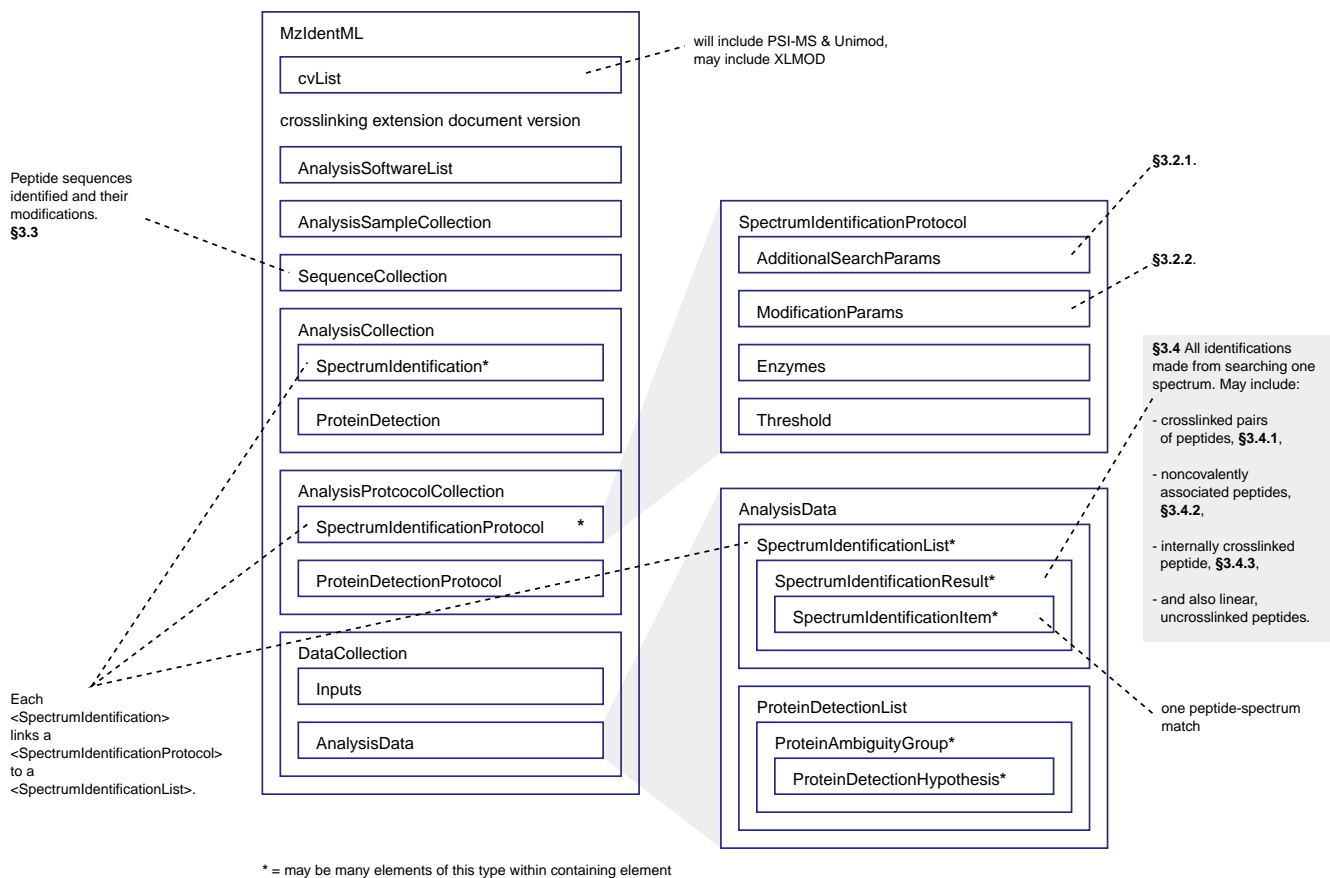 MzIdentML
cvList
crosslinking extension document version
AnalysisSoftwareList
AnalysisSampleCollection
SequenceCollection
AnalysisCollection
SpectrumIdentification*
ProteinDetection
AnalysisProtcocolCollection
SpectrumIdentificationProtocol *
ProteinDetectionProtocol
DataCollection
Inputs
AnalysisData
will include PSI-MS & Unimod,
may include XLMOD
Peptide sequences
identified and their
modifications.
§3.3
Each
<SpectrumIdentification>
links a
<SpectrumIdentificationProtocol>
to a
<SpectrumIdentificationList>.
SpectrumIdentificationProtocol
AdditionalSearchParams
ModificationParams
Enzymes
Threshold
§3.2.1.
§3.2.2.
AnalysisData
SpectrumIdentificationList*
SpectrumIdentificationResult*
SpectrumIdentificationItem*
ProteinDetectionList
ProteinAmbiguityGroup*
ProteinDetectionHypothesis*
§3.4 All identifications
made from searching one
spectrum. May include:
- crosslinked pairs
of peptides, §3.4.1,
- noncovalently
associated peptides,
§3.4.2,
- internally crosslinked
peptide, §3.4.3,
- and also linear,
uncrosslinked peptides.
one peptide-spectrum
match
* = may be many elements of this type within containing element